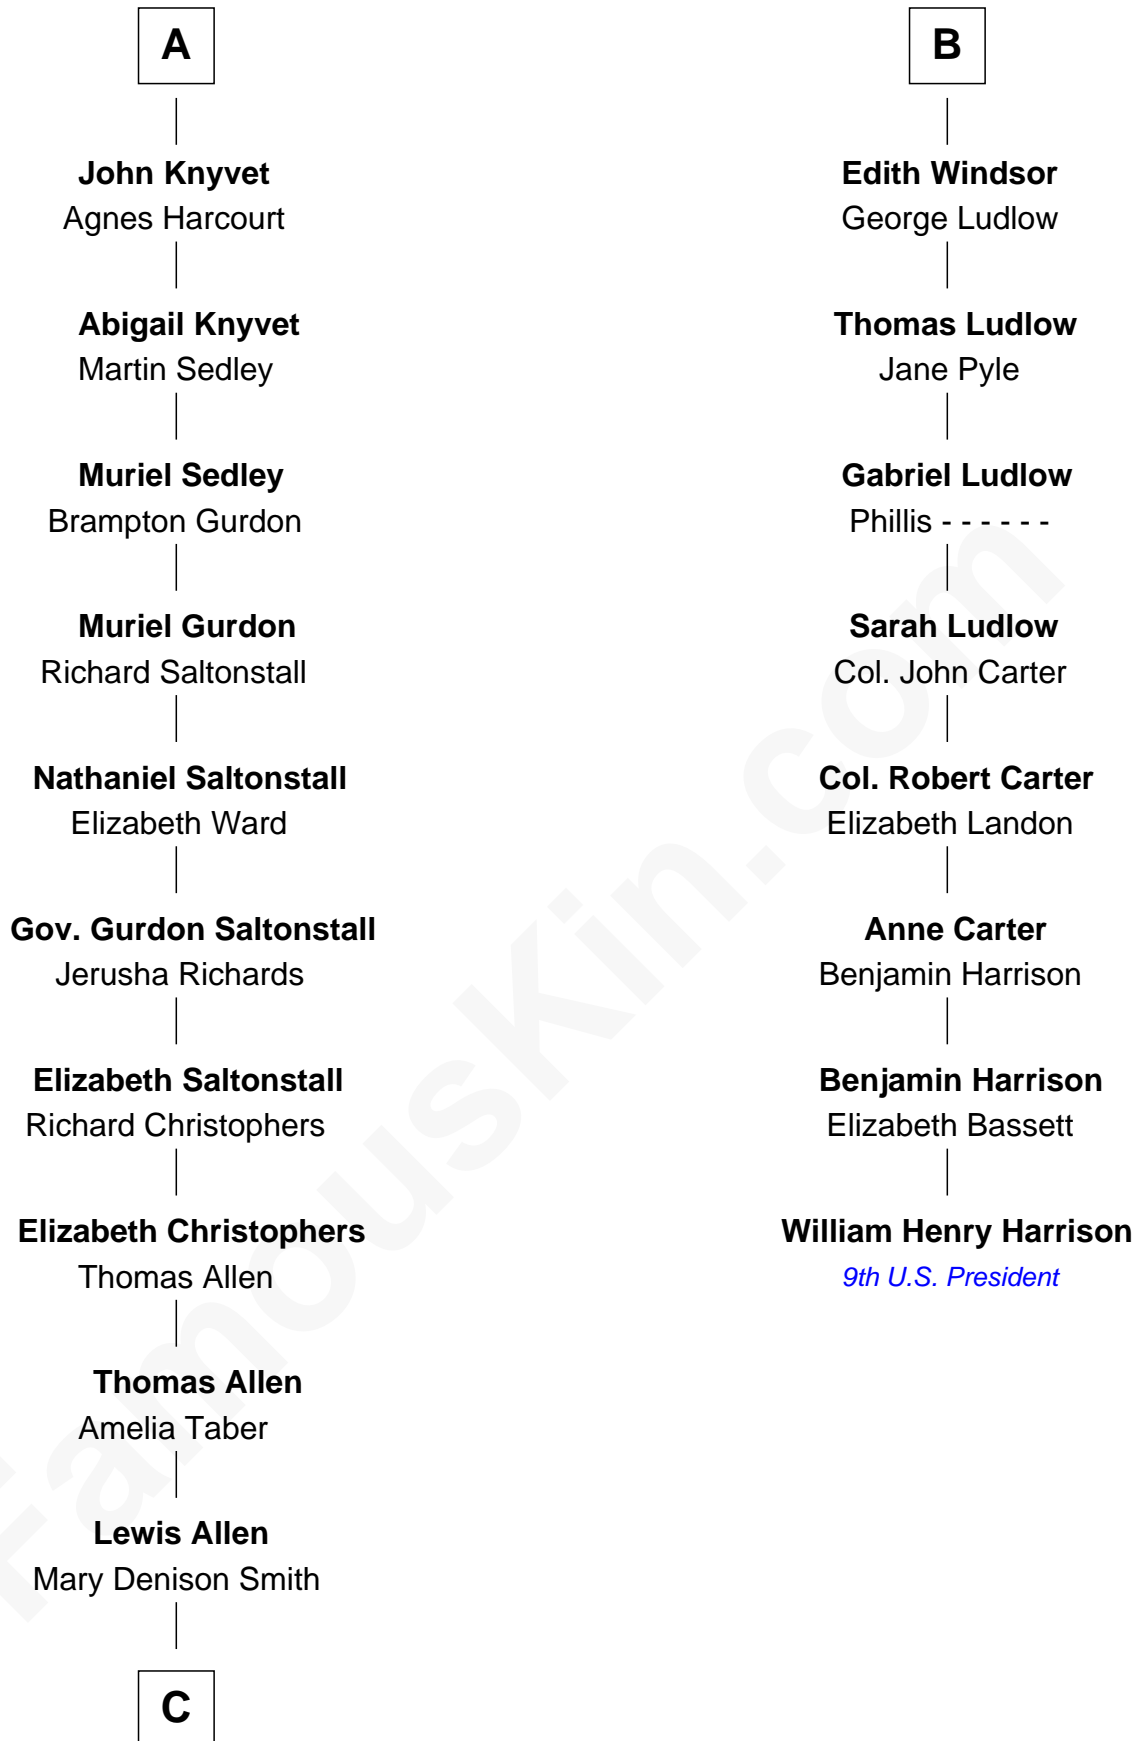 A
John Knyvet
Agnes Harcourt
Abigail Knyvet
Martin Sedley
Muriel Sedley
Brampton Gurdon
Muriel Gurdon
Richard Saltonstall
Nathaniel Saltonstall
Elizabeth Ward
Gov. Gurdon Saltonstall
Jerusha Richards
Elizabeth Saltonstall
Richard Christophers
Elizabeth Christophers
Thomas Allen
Thomas Allen
Amelia Taber
Lewis Allen
Mary Denison Smith
C
B
Edith Windsor
George Ludlow
Thomas Ludlow
Jane Pyle
Gabriel Ludlow
Phillis - - - - - -
Sarah Ludlow
Col. John Carter
Col. Robert Carter
Elizabeth Landon
Anne Carter
Benjamin Harrison
Benjamin Harrison
Elizabeth Bassett
William Henry Harrison
9th U.S. President
FamousKin.com